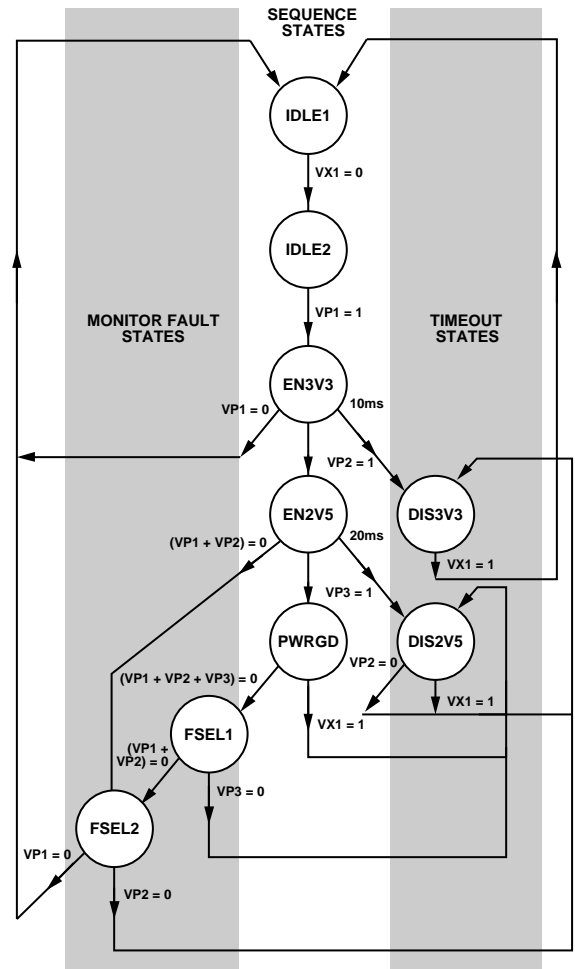 SEQUENCE
STATES
IDLE1
VX1 = 0
IDLE2
VP1 = 1
MONITOR FAULT
STATES
TIMEOUT
STATES
EN3V3
VP1 = 0
10ms
VP2 = 1
DIS3V3
EN2V5
(VP1 + VP2) = 0
20ms
VX1 = 1
VP3 = 1
PWRGD
DIS2V5
VP2 = 0
(VP1 + VP2 + VP3) = 0
VX1 = 1
VX1 = 1
FSEL1
(VP1 +
VP2) = 0
VP3 = 0
FSEL2
VP1 = 0
VP2 = 0